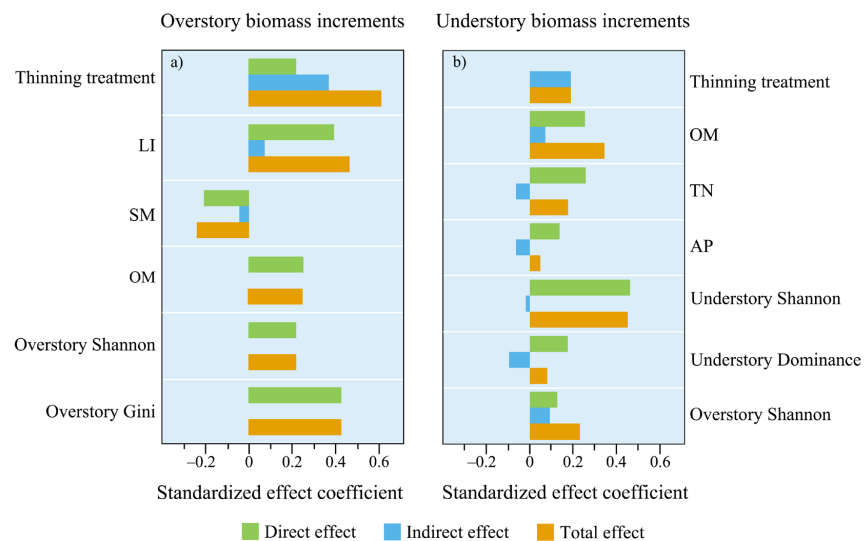 Overstory biomass increments
Understory biomass increments
a)
Thinning treatment
LI
SM
OM
Overstory Shannon
Overstory Gini
–0.2 0 0.2 0.4 0.6
Standardized effect coefficient
b)
Thinning treatment
OM
TN
AP
Understory Shannon
Understory Dominance
Overstory Shannon
–0.2 0 0.2 0.4 0.6
Standardized effect coefficient
Direct effect Indirect effect Total effect